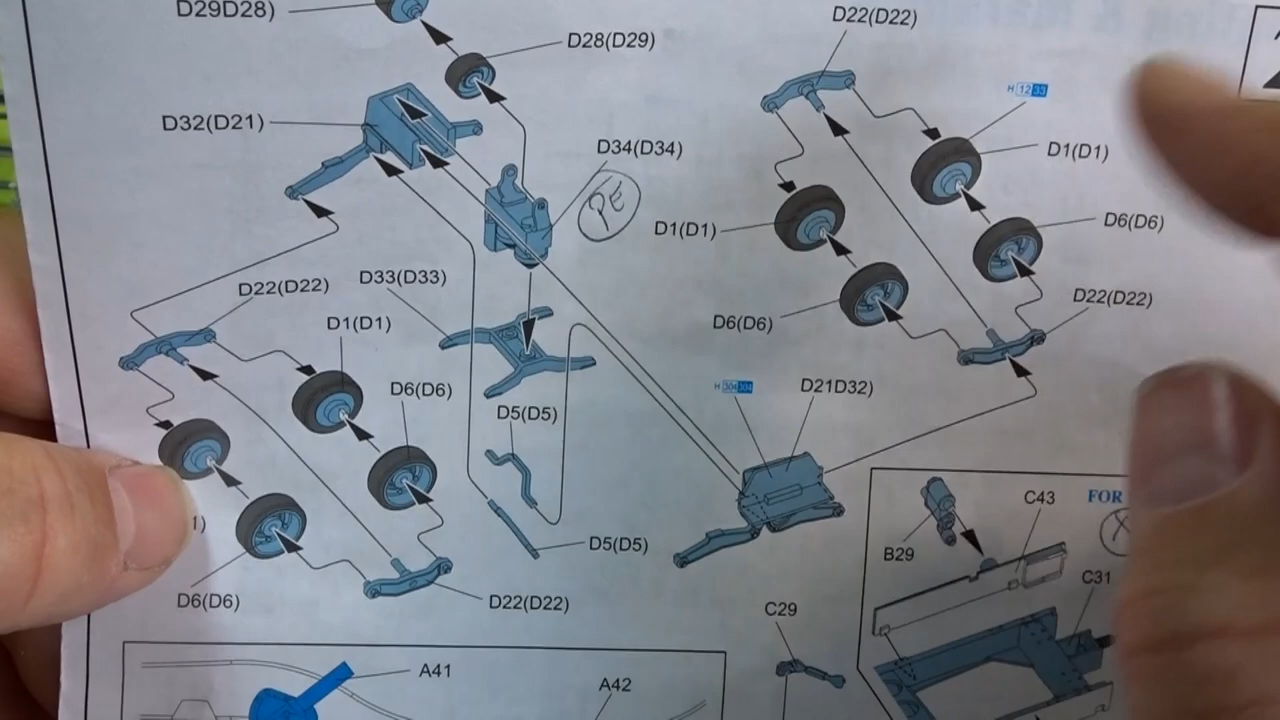 D29D28)
D28(D29)
D22(D22)
H 12 33
D32(D21)
D34(D34)
PE
D1(D1)
D1(D1)
D6(D6)
D22(D22)
D33(D33)
D1(D1)
D6(D6)
D22(D22)
D6(D6)
H 304 304
D21D32)
D5(D5)
1)
D5(D5)
C43
FOR
B29
C31
D6(D6)
D22(D22)
C29
A41
A42